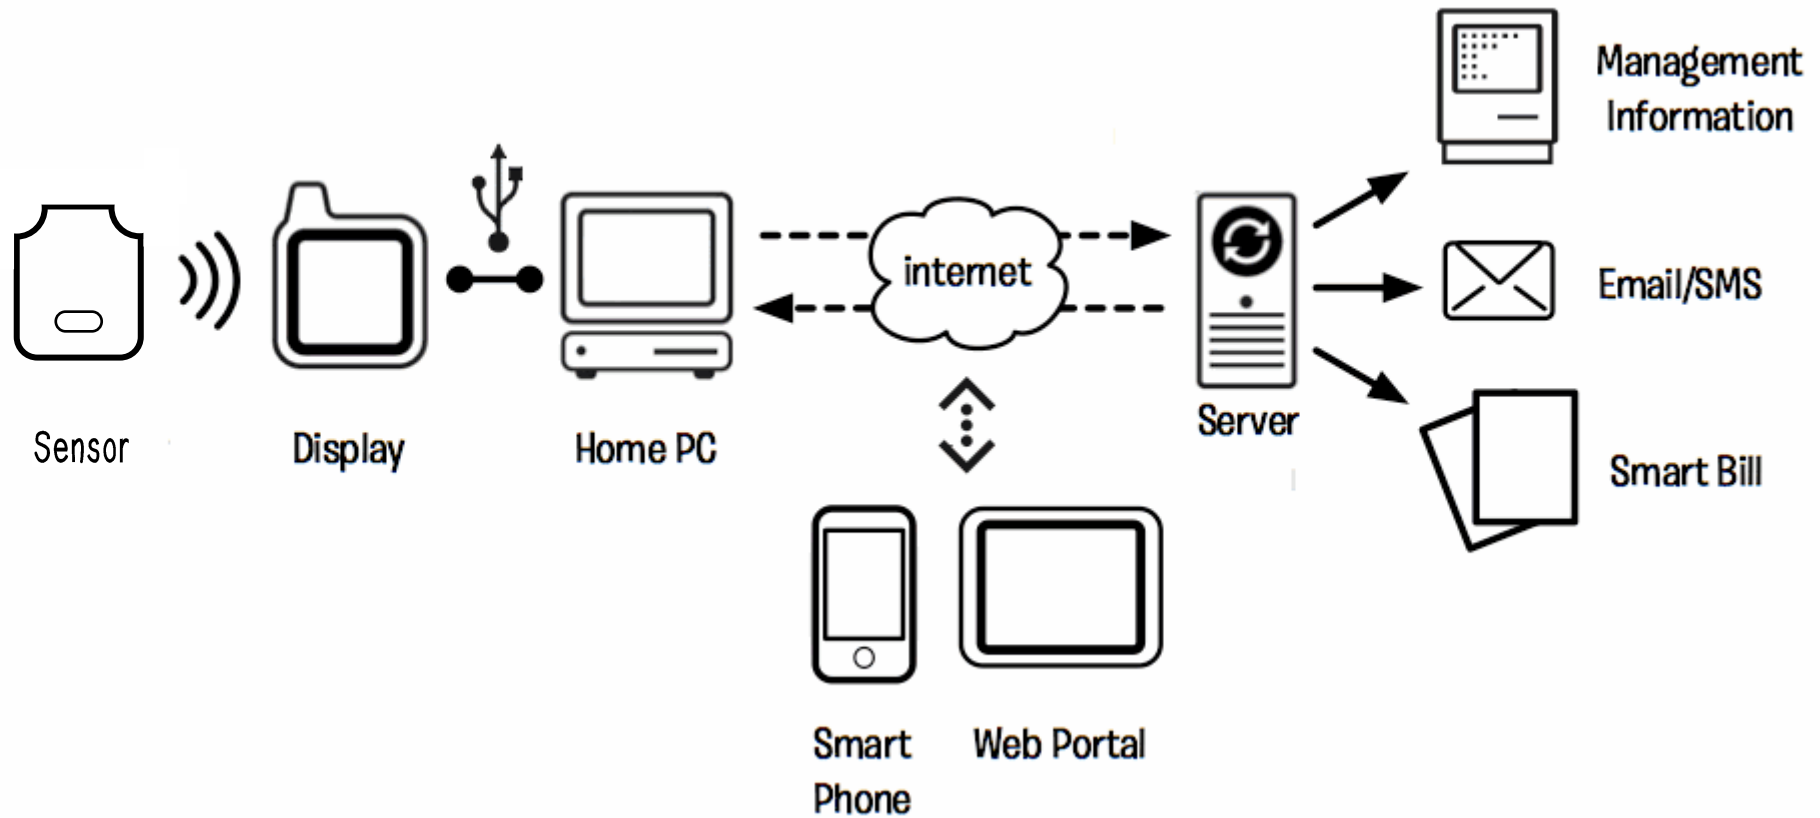 Management
Information
internet
Email/SMS
Server
Sensor
Display
Home PC
Smart Bill
Smart
Phone
Web Portal